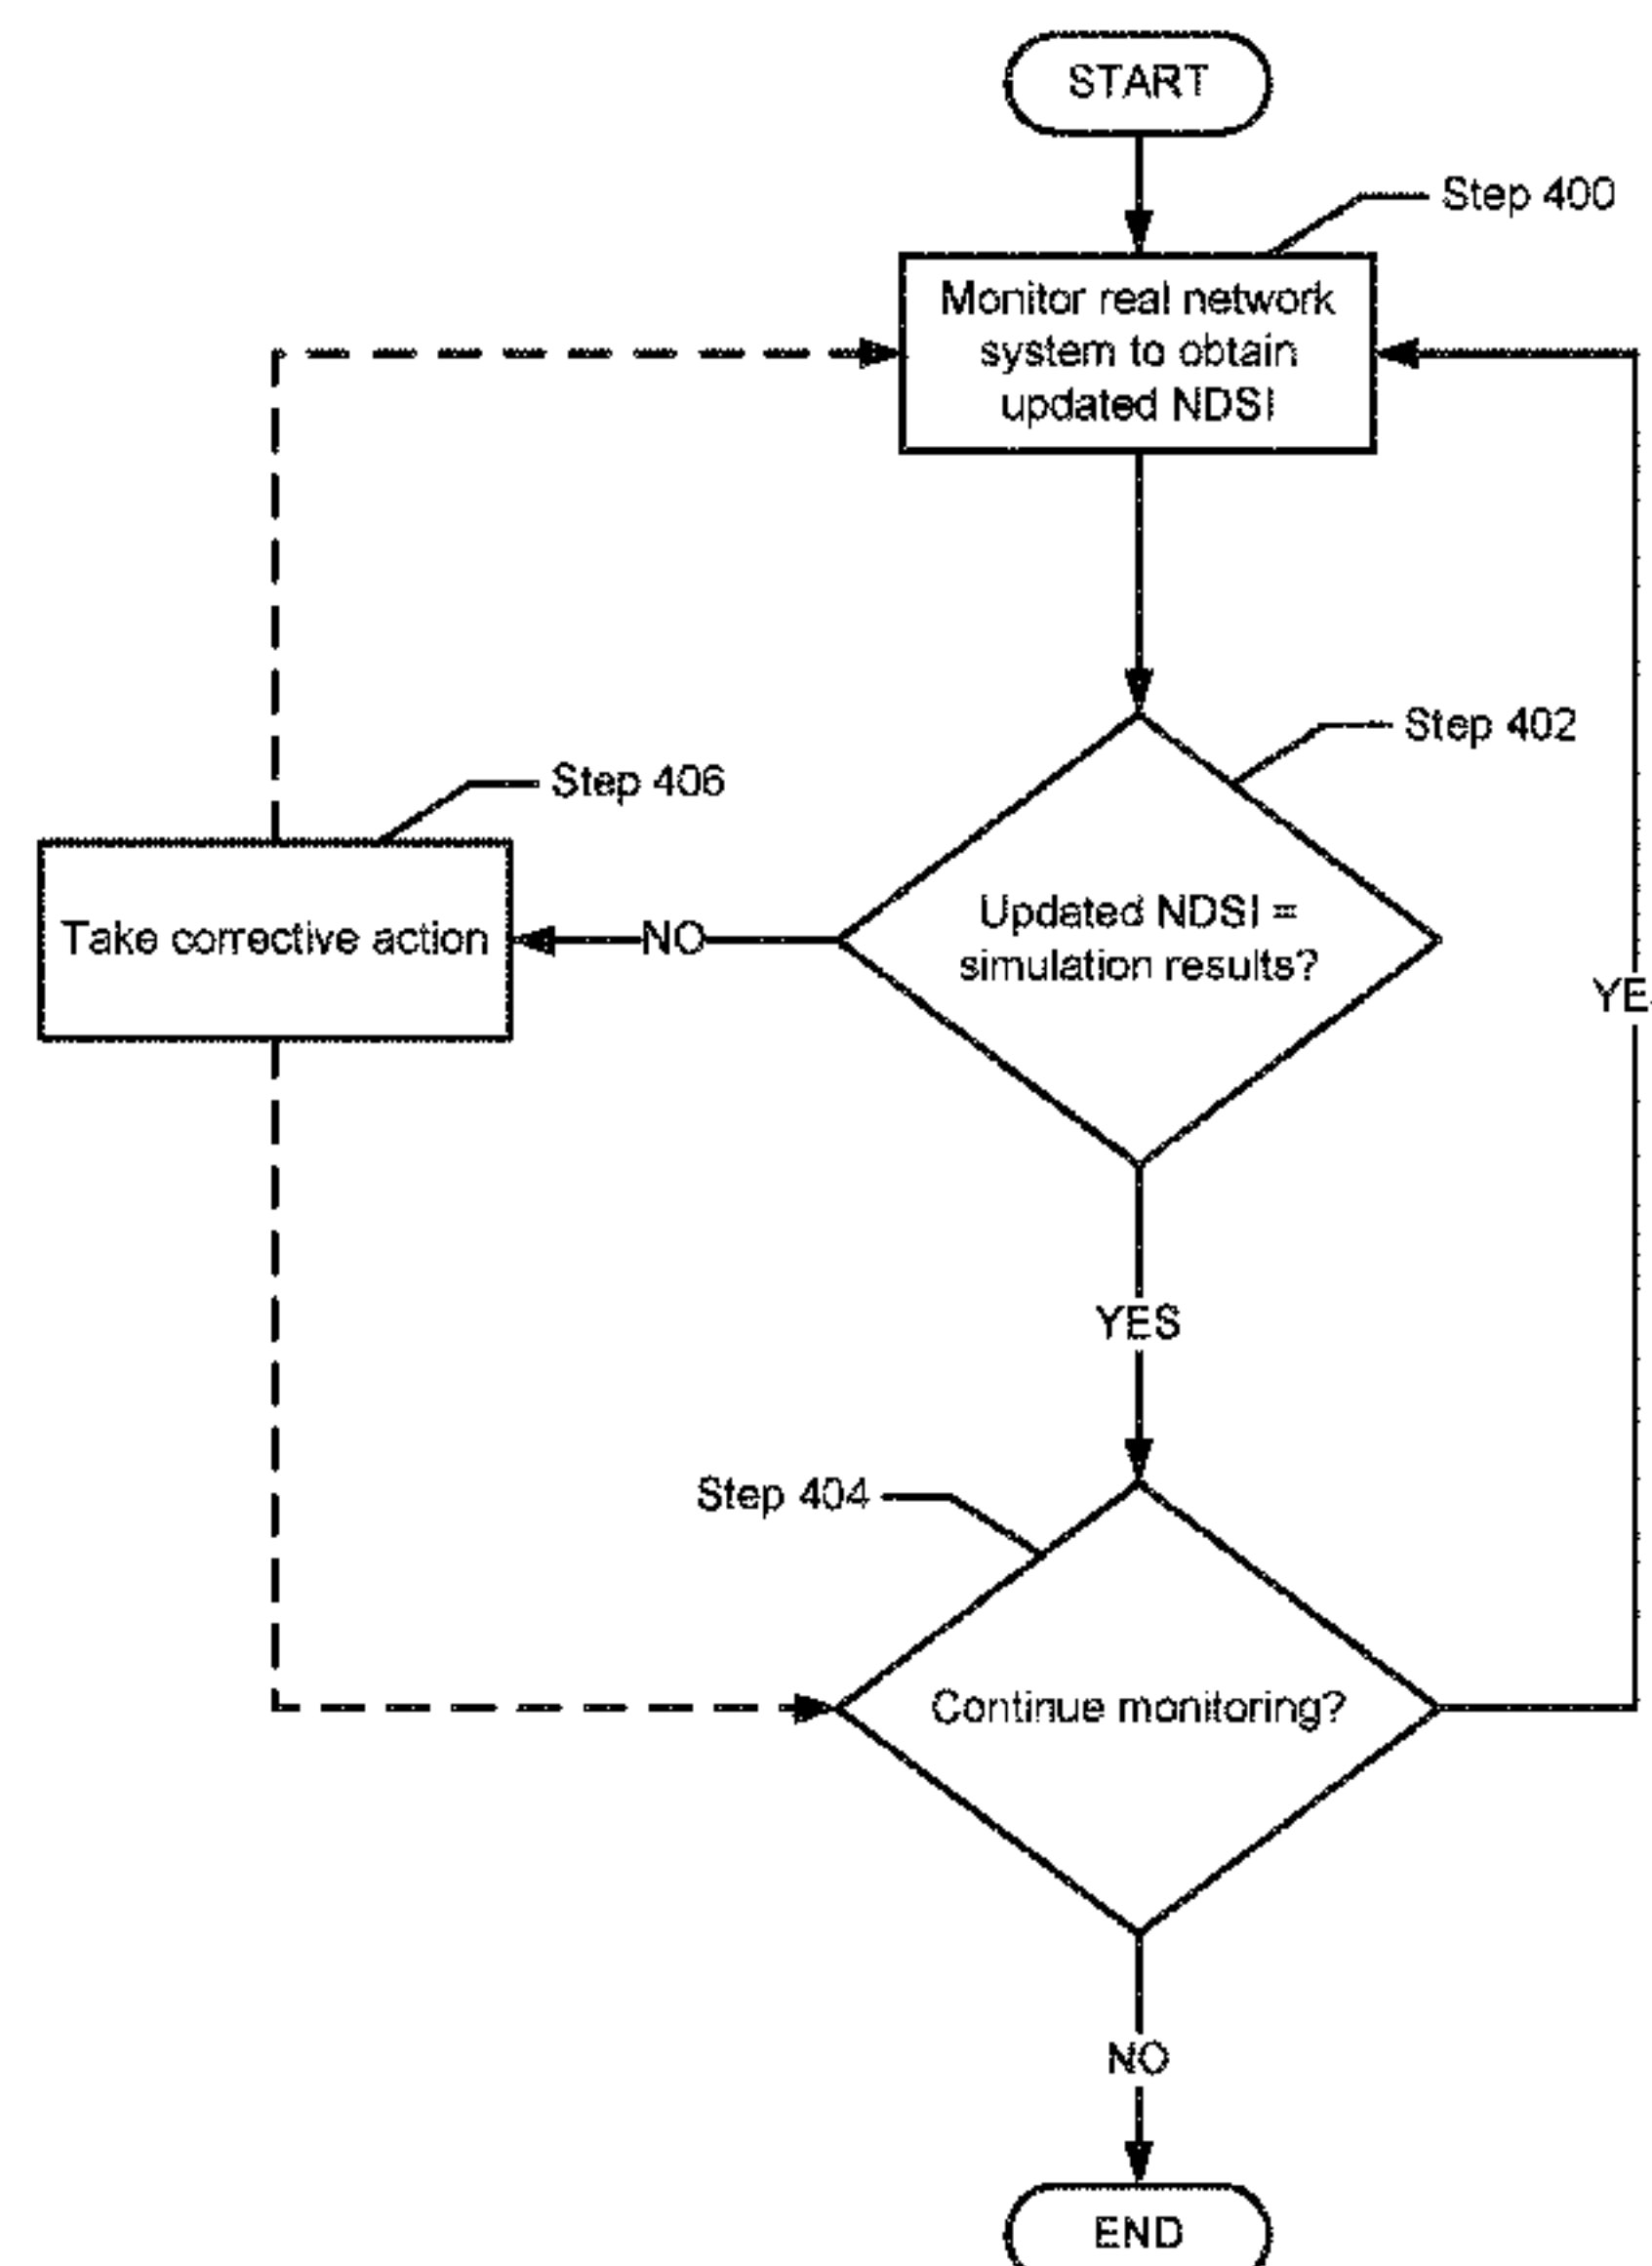 START
Step 400
Monitor real network
system to obtain
updated NDSI
Step 402
Step 406
Updated NDSI =
simulation results?
Take corrective action
NO
YES
Step 404
Continue monitoring?
NO
END